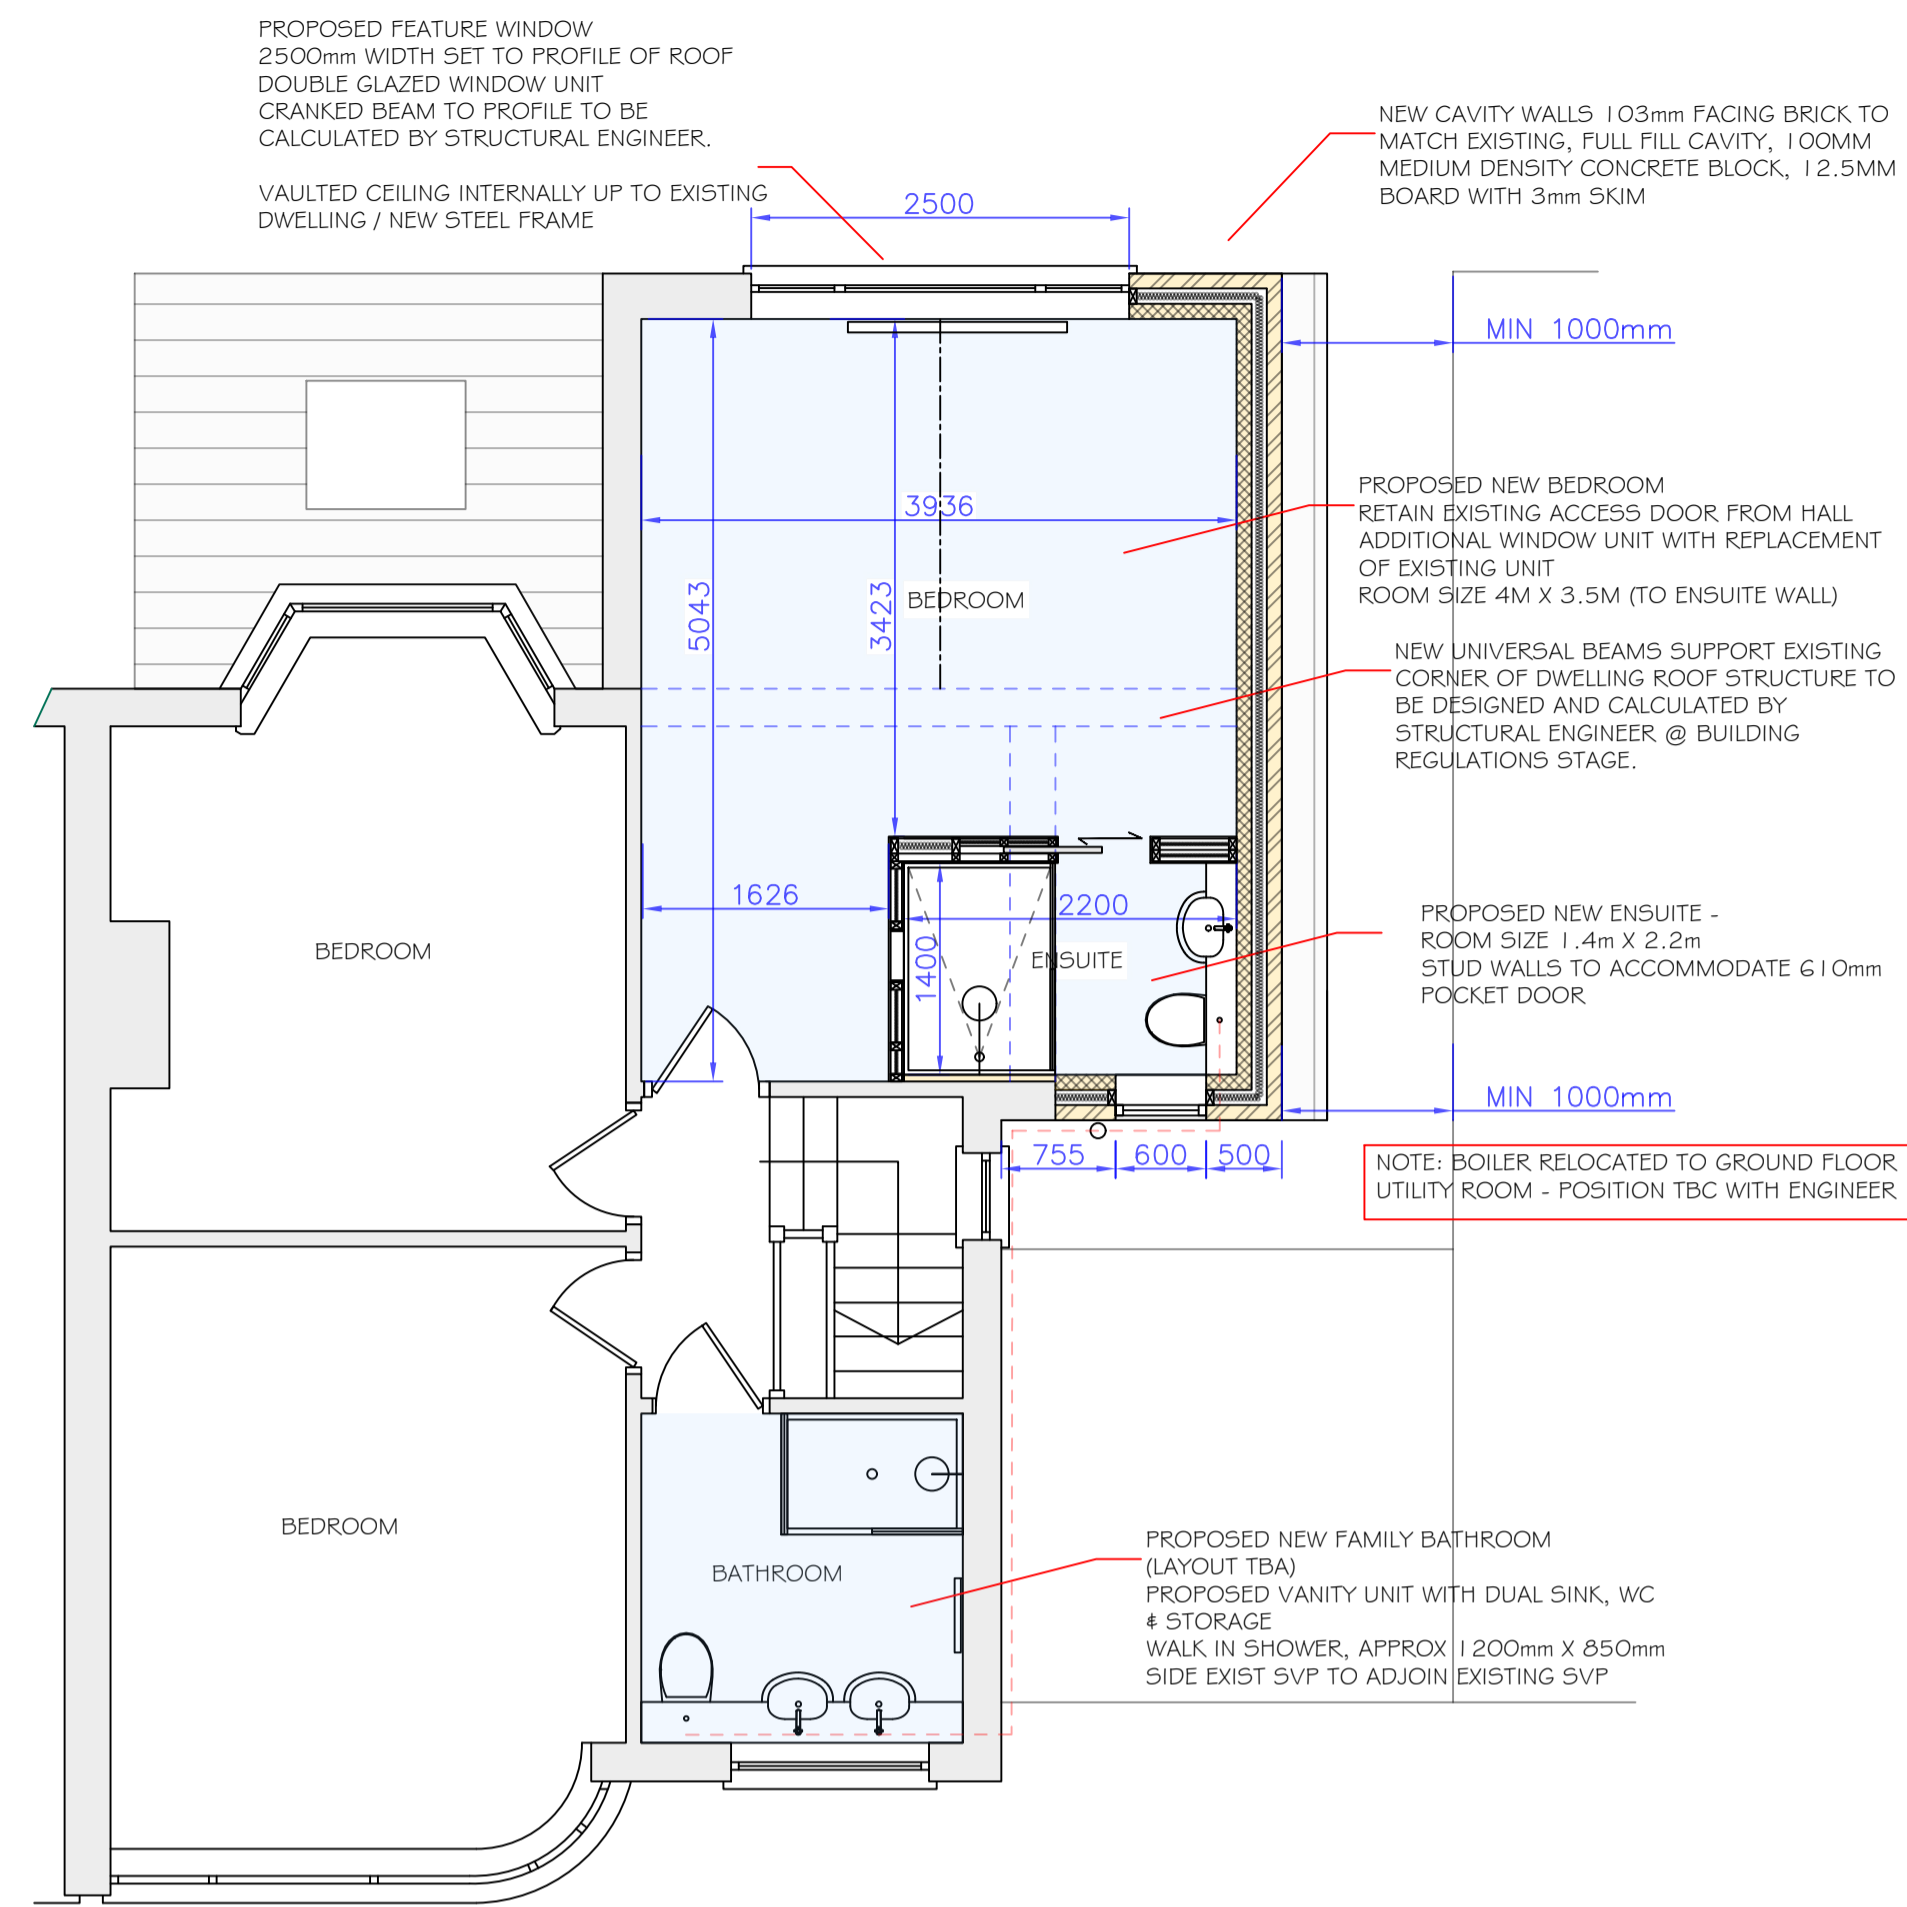 PROPOSED FEATURE WINDOW
2500mm WIDTH SET TO PROFILE OF ROOF
DOUBLE GLAZED WINDOW UNIT
CRANKED BEAM TO PROFILE TO BE
CALCULATED BY STRUCTURAL ENGINEER.
VAULTED CEILING INTERNALLY UP TO EXISTING
DWELLING / NEW STEEL FRAME
NEW CAVITY WALLS 103mm FACING BRICK TO
MATCH EXISTING, FULL FILL CAVITY, 100MM
MEDIUM DENSITY CONCRETE BLOCK, 12.5MM
BOARD WITH 3mm SKIM
2500
MIN 1000mm
PROPOSED NEW BEDROOM
RETAIN EXISTING ACCESS DOOR FROM HALL
ADDITIONAL WINDOW UNIT WITH REPLACEMENT
OF EXISTING UNIT
ROOM SIZE 4M X 3.5M (TO ENSUITE WALL)
3936
5043
3423
BEDROOM
NEW UNIVERSAL BEAMS SUPPORT EXISTING
CORNER OF DWELLING ROOF STRUCTURE TO
BE DESIGNED AND CALCULATED BY
STRUCTURAL ENGINEER @ BUILDING
REGULATIONS STAGE.
1626
2200
1400
ENSUITE
BEDROOM
PROPOSED NEW ENSUITE -
ROOM SIZE 1.4m X 2.2m
STUD WALLS TO ACCOMMODATE 610mm
POCKET DOOR
MIN 1000mm
755
600
500
NOTE: BOILER RELOCATED TO GROUND FLOOR
UTILITY ROOM - POSITION TBC WITH ENGINEER
BEDROOM
BATHROOM
PROPOSED NEW FAMILY BATHROOM
(LAYOUT TBA)
PROPOSED VANITY UNIT WITH DUAL SINK, WC
& STORAGE
WALK IN SHOWER, APPROX 1200mm X 850mm
SIDE EXIST SVP TO ADJOIN EXISTING SVP